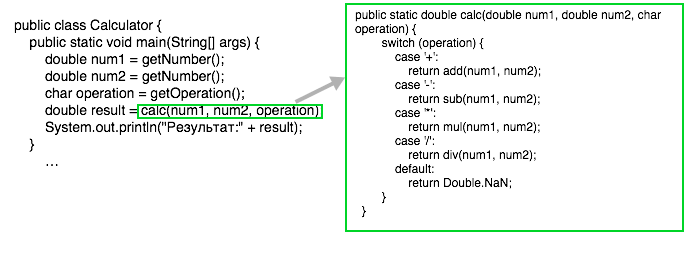 public class Calculator {
public static void main(String[] args) {
double num1 = getNumber();
double num2 = getNumber();
char operation = getOperation();
double result = calc(num1, num2, operation)
System.out.println("Результат:" + result);
}
...
public static double calc(double num1, double num2, char
operation) {
switch (operation) {
case '+':
return add(num1, num2);
case '-':
return sub(num1, num2);
case '*':
return mul(num1, num2);
case '/':
return div(num1, num2);
default:
return Double.NaN;
}
}